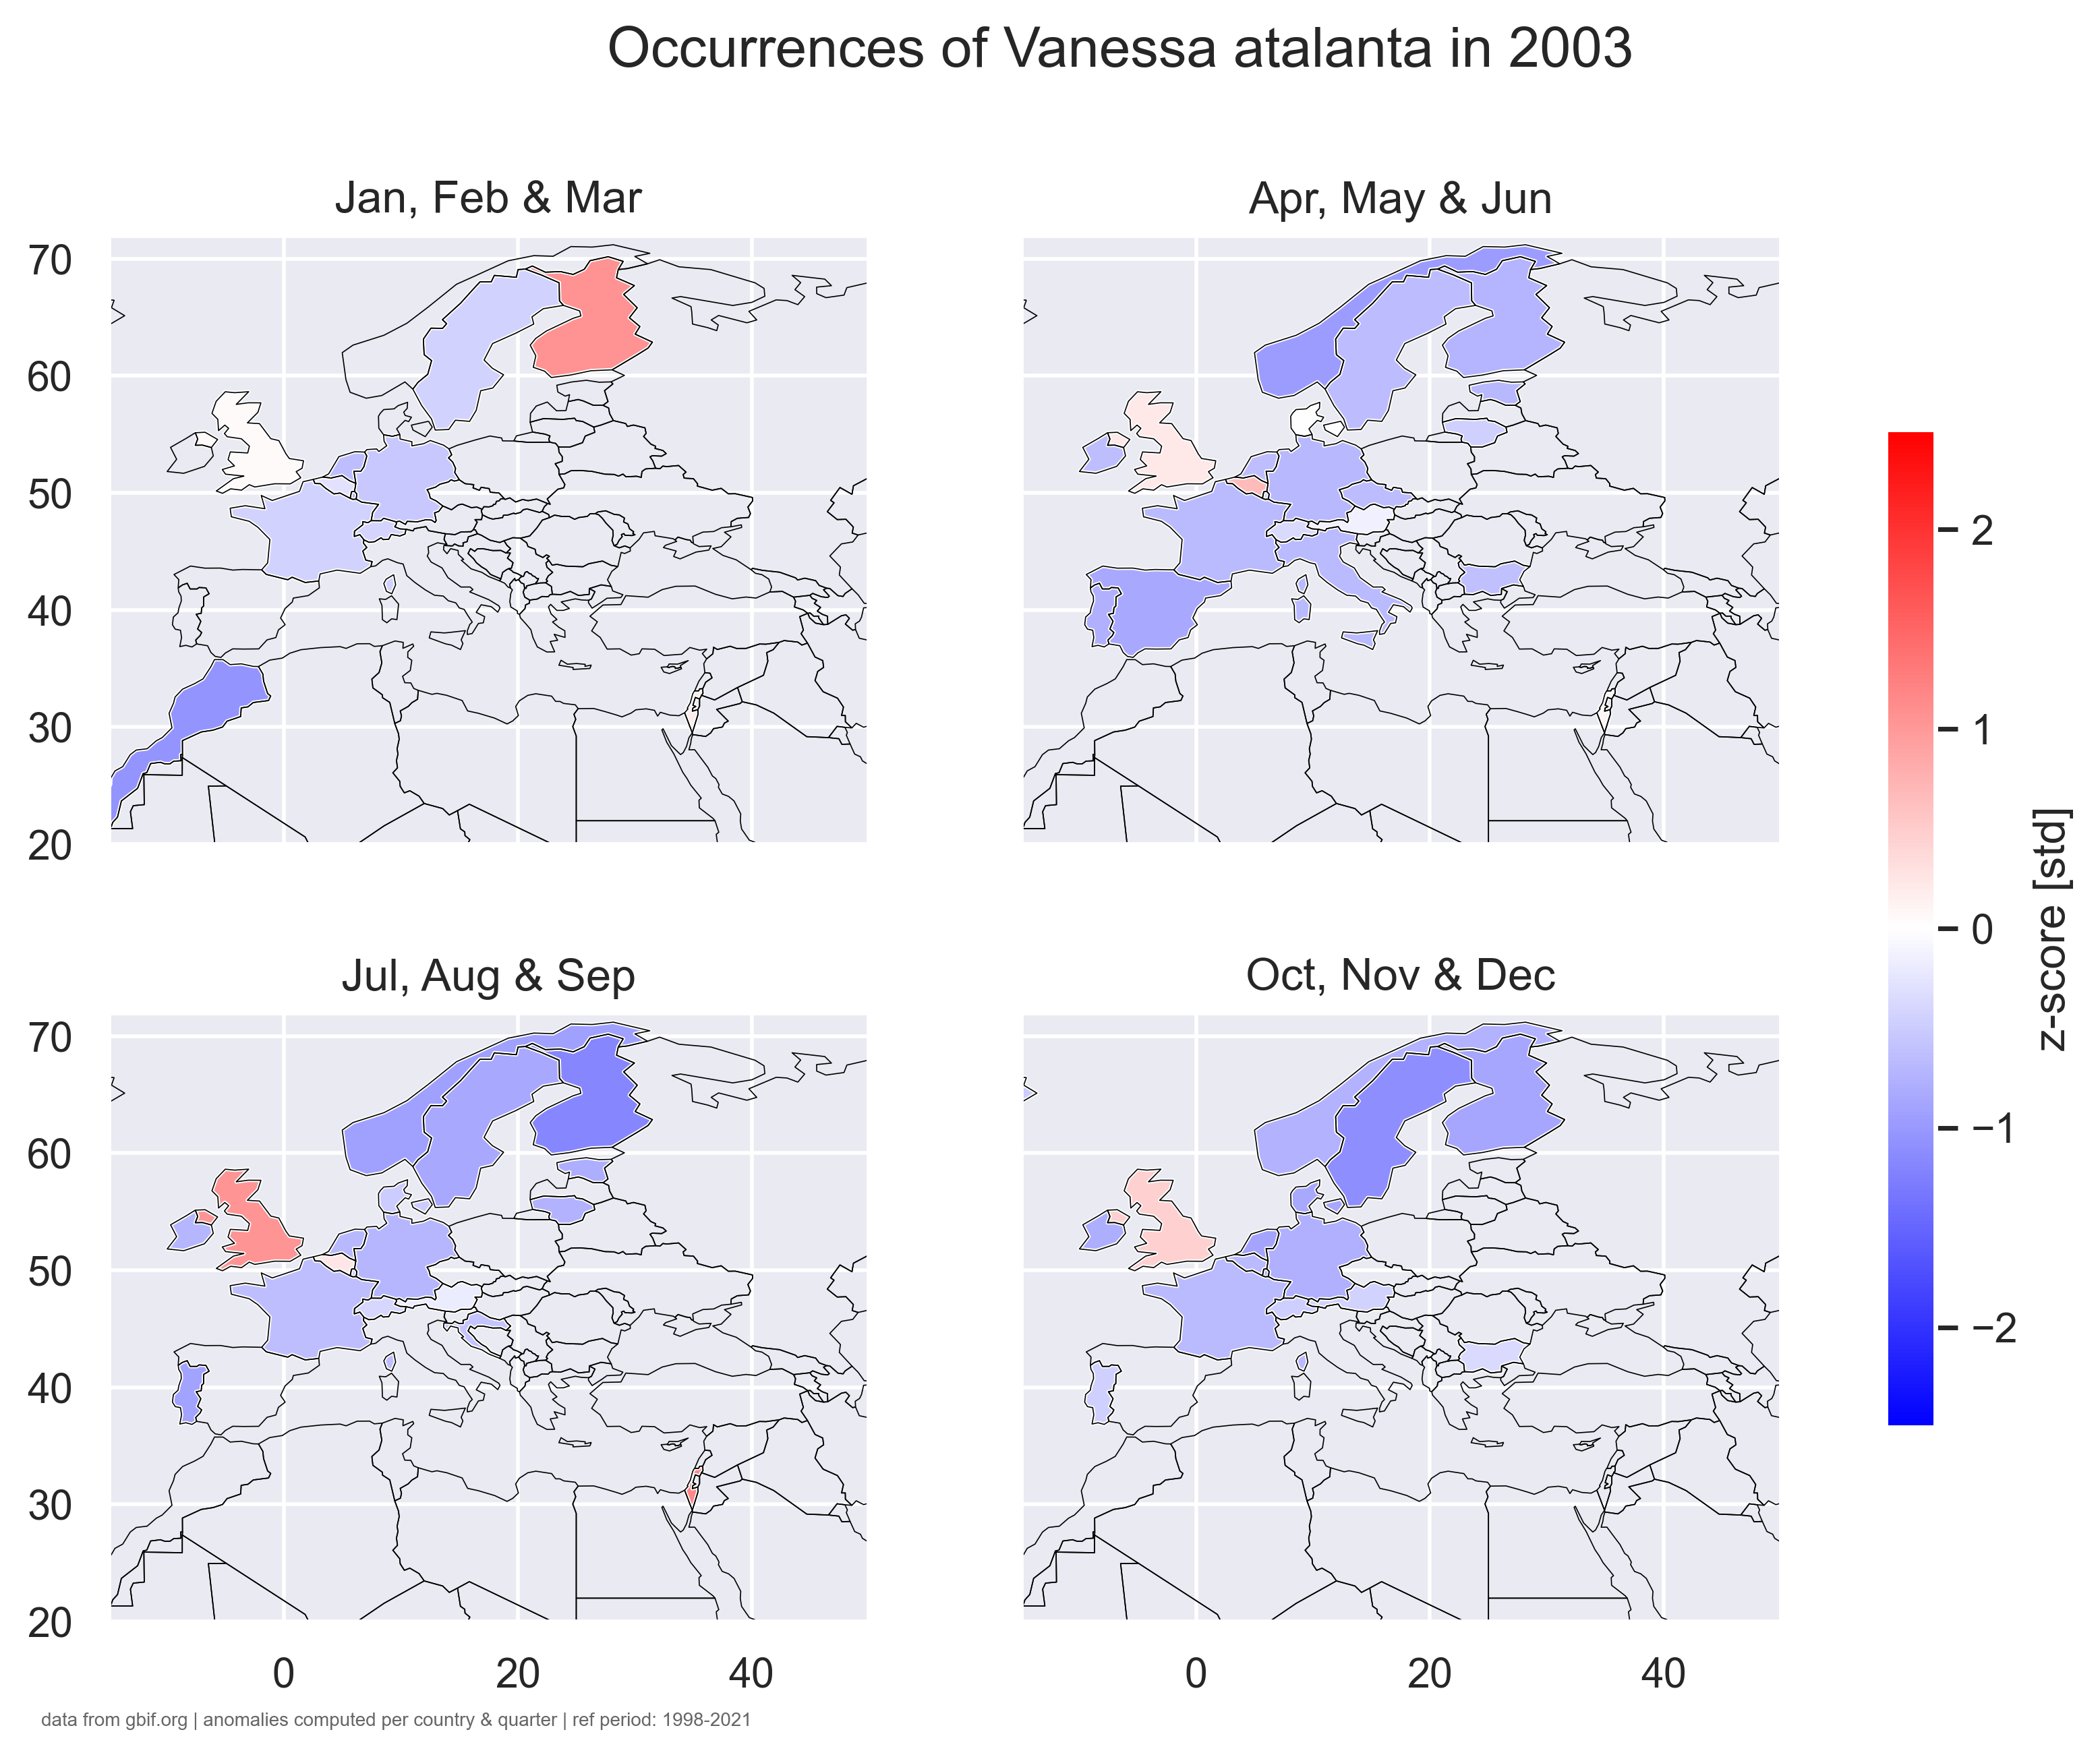 Occurrences of Vanessa atalanta in 2003
Jan, Feb & Mar
Apr, May & Jun
70
60
50
40
30
20
2
1
0
−1
−2
z-score [std]
Jul, Aug & Sep
Oct, Nov & Dec
70
60
50
40
30
20
0 20 40
0 20 40
data from gbif.org | anomalies computed per country & quarter | ref period: 1998-2021